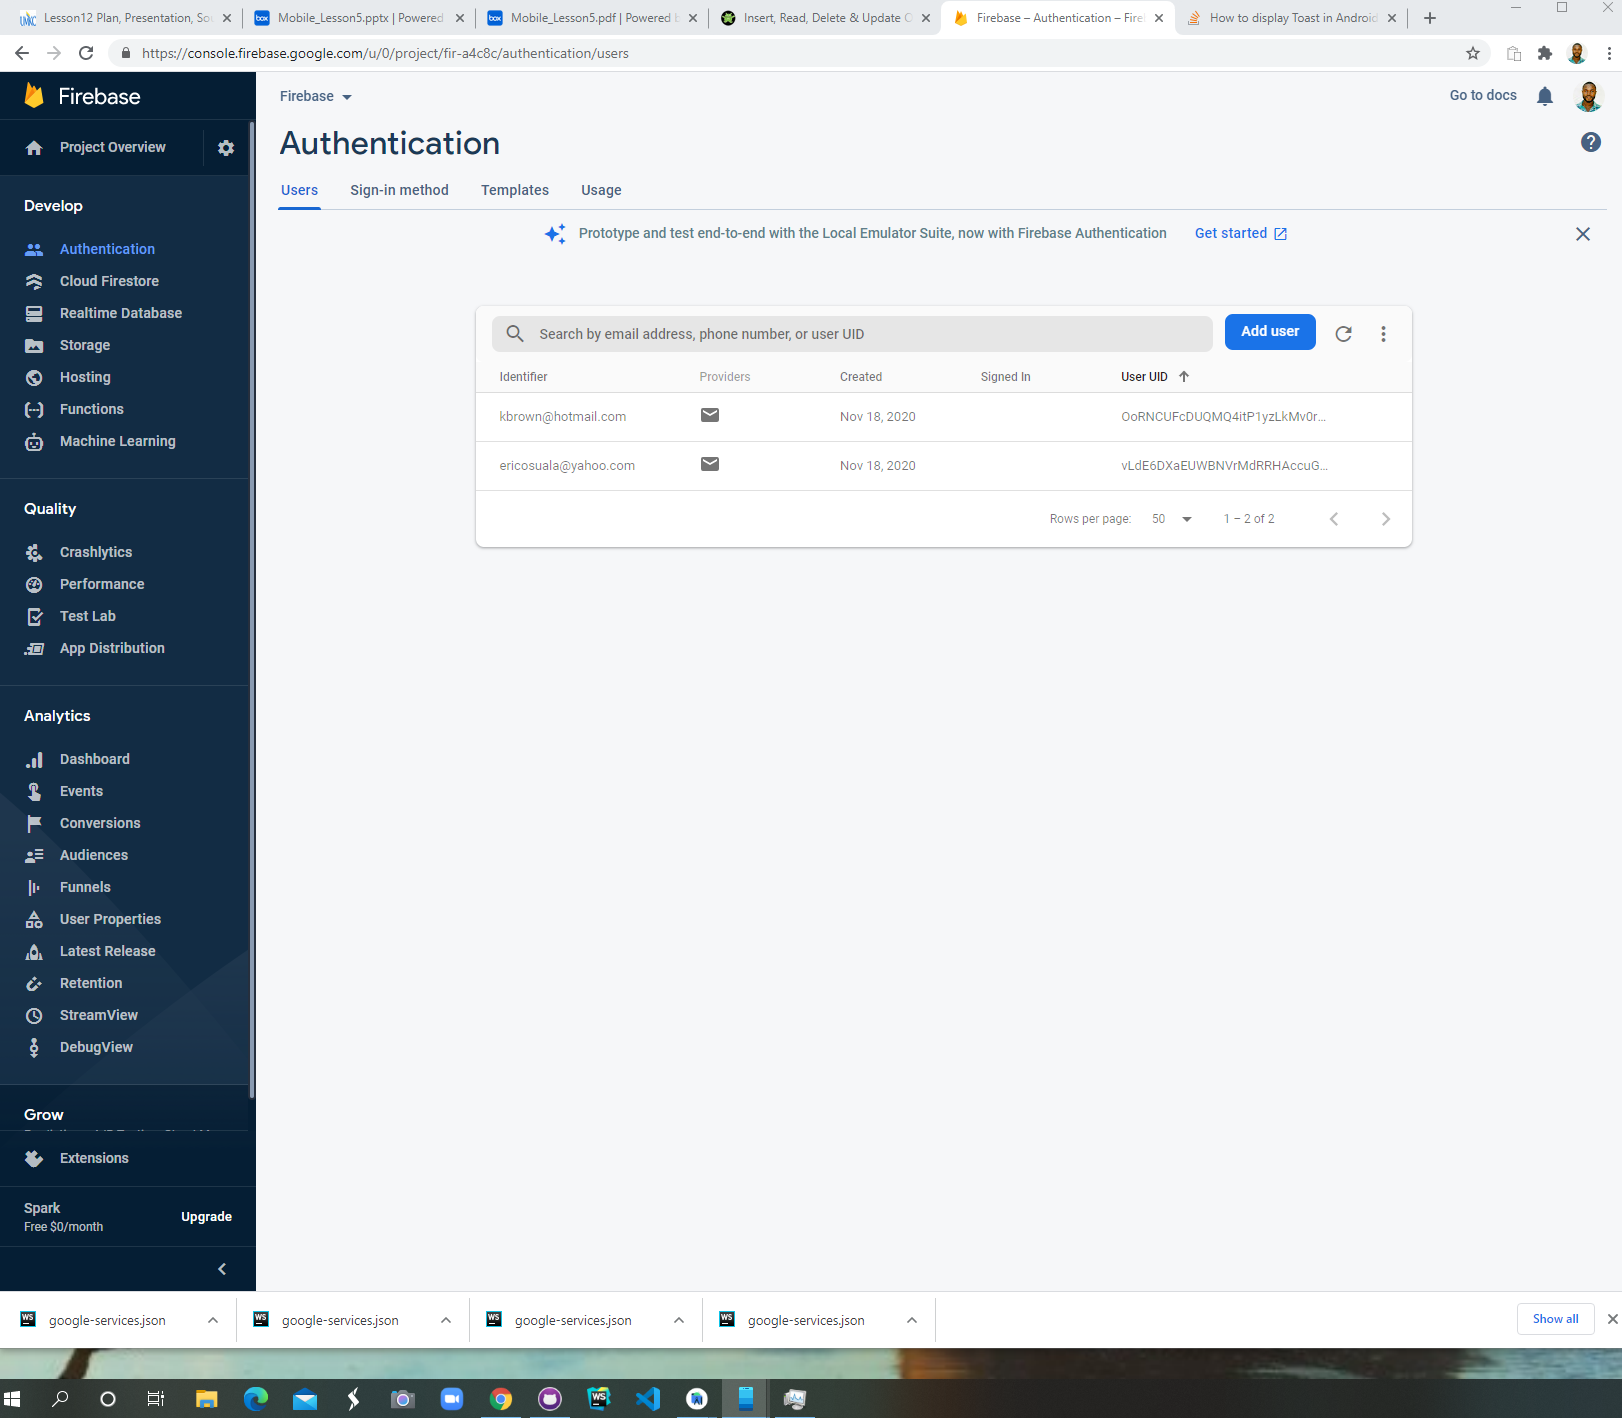 Lesson12 Plan, Presentation, Sou
Mobile_Lesson5.pptx | Powered
Mobile_Lesson5.pdf | Powered b
Insert, Read, Delete & Update O
Firebase – Authentication – Fire
How to display Toast in Android
https://console.firebase.google.com/u/0/project/fir-a4c8c/authentication/users
Firebase
Firebase
Go to docs
Project Overview
Authentication
Users
Sign-in method
Templates
Usage
Prototype and test end-to-end with the Local Emulator Suite, now with Firebase Authentication
Get started
Develop
Authentication
Cloud Firestore
Realtime Database
Storage
Hosting
Functions
Machine Learning
Quality
Crashlytics
Performance
Test Lab
App Distribution
Analytics
Dashboard
Events
Conversions
Audiences
Funnels
User Properties
Latest Release
Retention
StreamView
DebugView
Grow
Extensions
Spark
Free $0/month
Upgrade
Search by email address, phone number, or user UID
Add user
Identifier
Providers
Created
Signed In
User UID
kbrown@hotmail.com
Nov 18, 2020
OoRNCUFcDUQMQ4itP1yzLkMv0r...
ericosuala@yahoo.com
Nov 18, 2020
vLdE6DXaEUWBNVrMdRRHAccuG...
Rows per page:
50
1 – 2 of 2
google-services.json
google-services.json
google-services.json
google-services.json
Show all